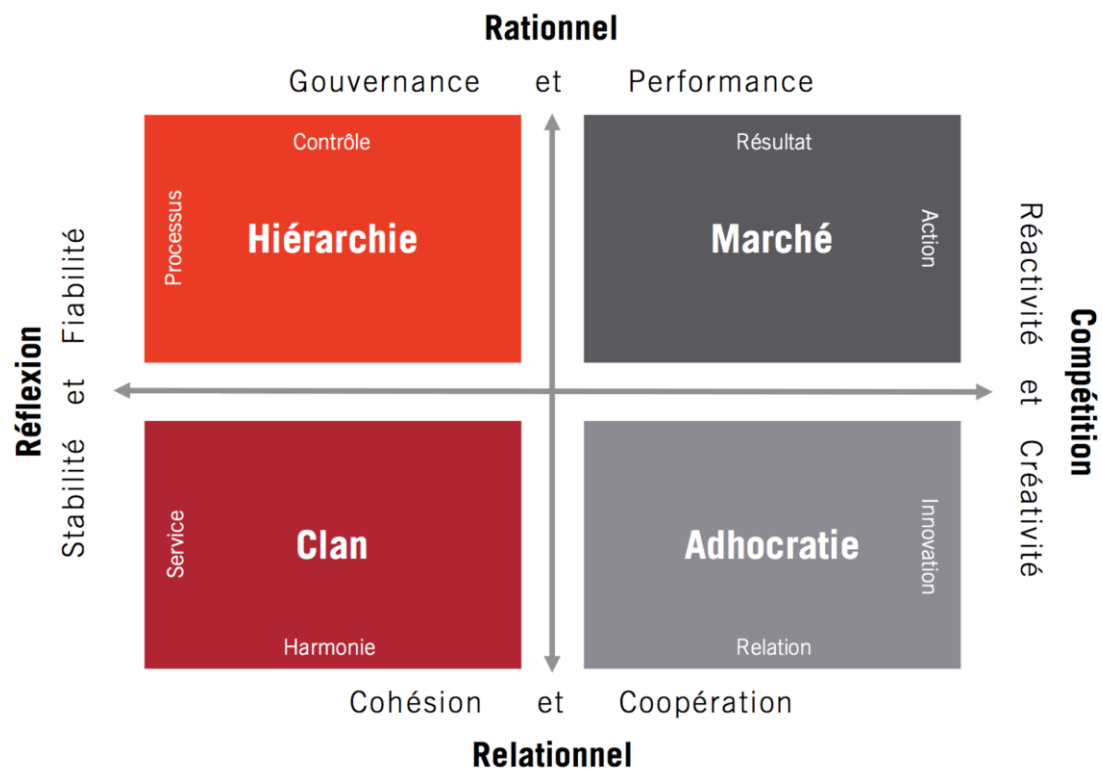 Rationnel
Gouvernance et Performance
Contrôle
Processus
Hiérarchie
Résultat
Marché
Action
Réflexion
Stabilité et Fiabilité
Réactivité et Créativité
Compétition
Service
Clan
Harmonie
Adhocratie
Innovation
Relation
Cohésion et Coopération
Relationnel